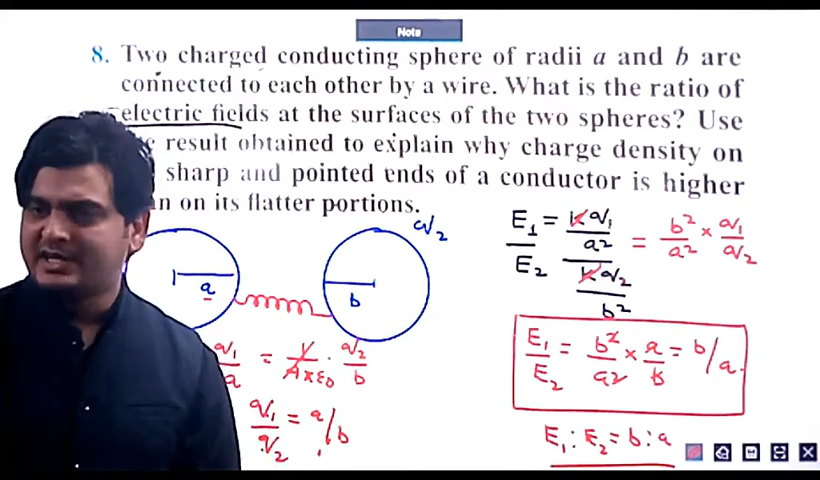 Note
8. Two charged conducting sphere of radii a and b are
connected to each other by a wire. What is the ratio of
electric fields at the surfaces of the two spheres? Use
result obtained to explain why charge density on
sharp and pointed ends of a conductor is higher
on its flatter portions.
q₂
a
b
E₁/E₂ = (kq₁/a²)/(kq₂/b²) = b²/a² × q₁/q₂
q₁/a = 1/4πε₀ · q₂/b
q₁/q₂ = a/b
E₁/E₂ = b²/a² × a/b = b/a.
E₁ : E₂ = b : a